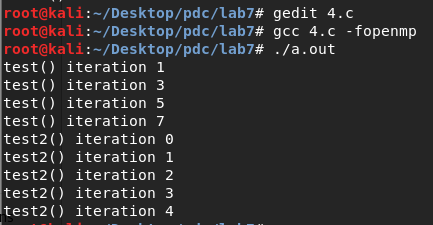 root@kali:~/Desktop/pdc/lab7# gedit 4.c
root@kali:~/Desktop/pdc/lab7# gcc 4.c -fopenmp
root@kali:~/Desktop/pdc/lab7# ./a.out
test() iteration 1
test() iteration 3
test() iteration 5
test() iteration 7
test2() iteration 0
test2() iteration 1
test2() iteration 2
test2() iteration 3
test2() iteration 4